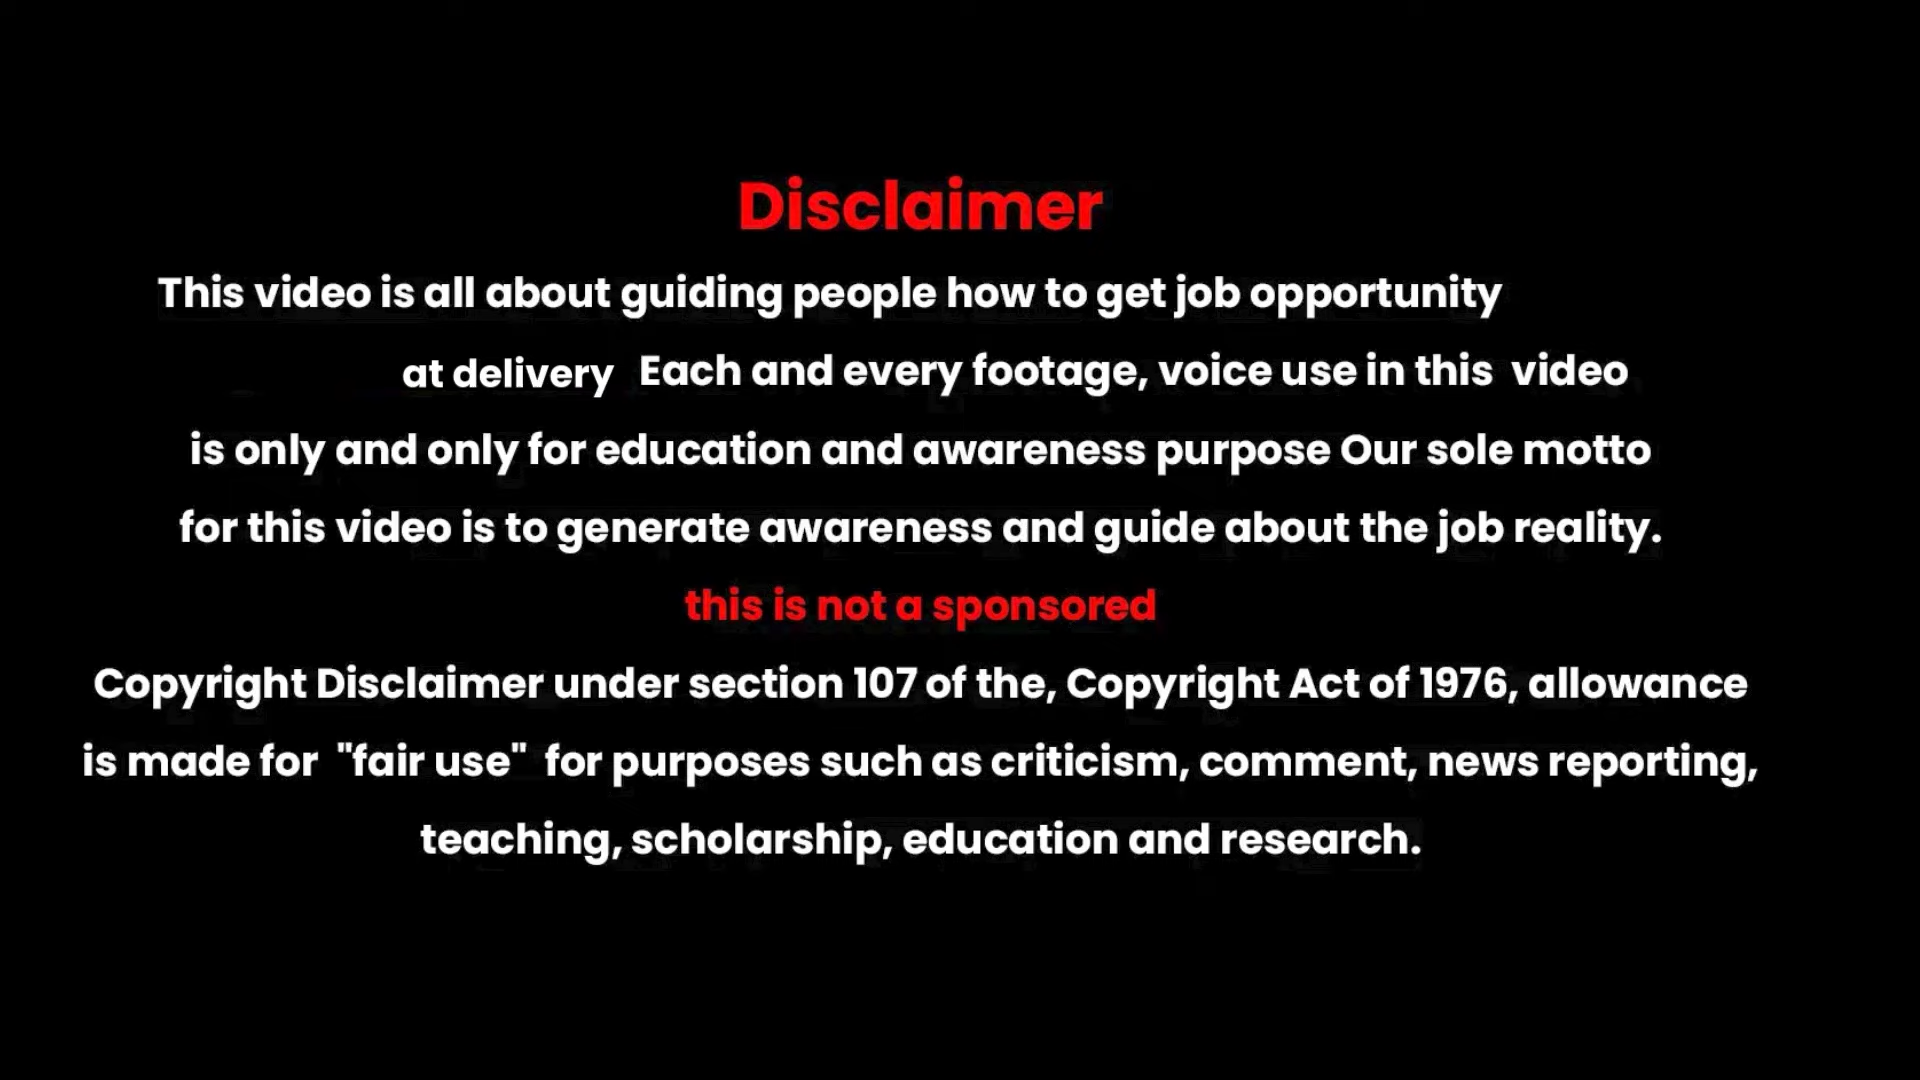 Disclaimer
This video is all about guiding people how to get job opportunity
at delivery Each and every footage, voice use in this video
is only and only for education and awareness purpose Our sole motto
for this video is to generate awareness and guide about the job reality.
this is not a sponsored
Copyright Disclaimer under section 107 of the, Copyright Act of 1976, allowance
is made for "fair use" for purposes such as criticism, comment, news reporting,
teaching, scholarship, education and research.